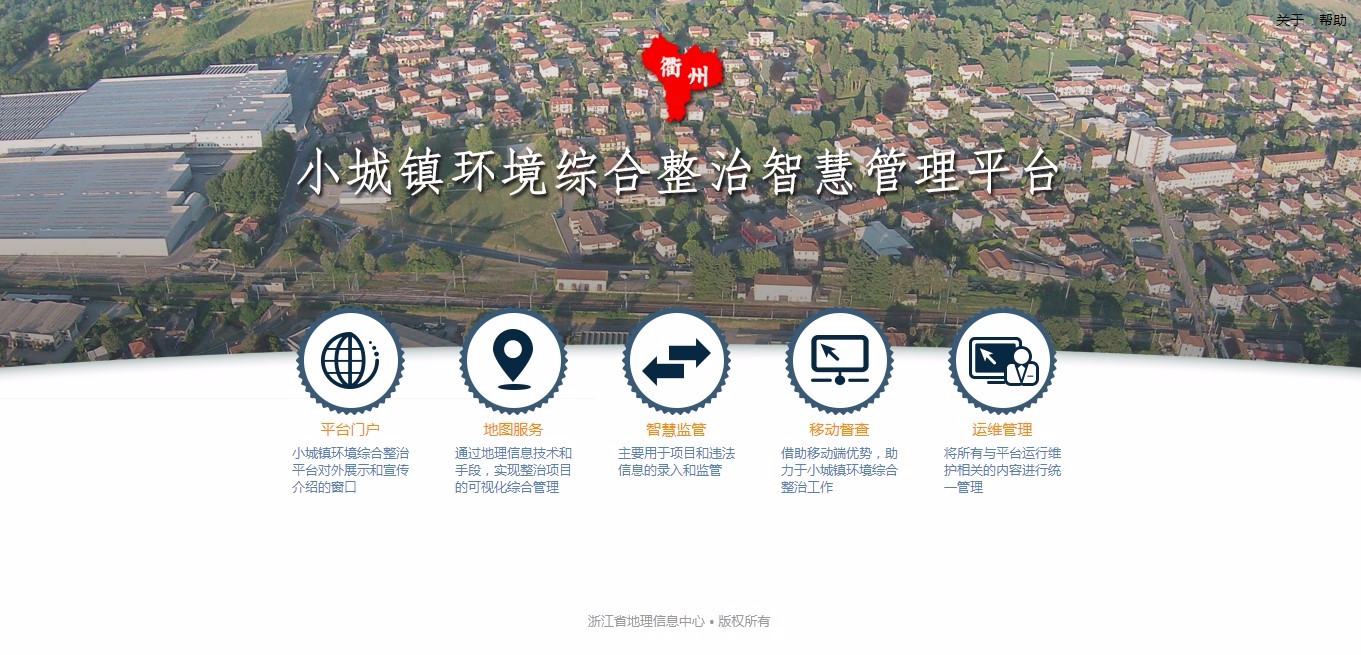 关于 帮助
衢州
小城镇环境综合整治智慧管理平台
平台门户
小城镇环境综合整治
平台对外展示和宣传
介绍的窗口
地图服务
通过地理信息技术和
手段，实现整治项目
的可视化综合管理
智慧监管
主要用于项目和违法
信息的录入和监管
移动督查
借助移动端优势，助
力于小城镇环境综合
整治工作
运维管理
将所有与平台运行维
护相关的内容进行统
一管理
浙江省地理信息中心 • 版权所有